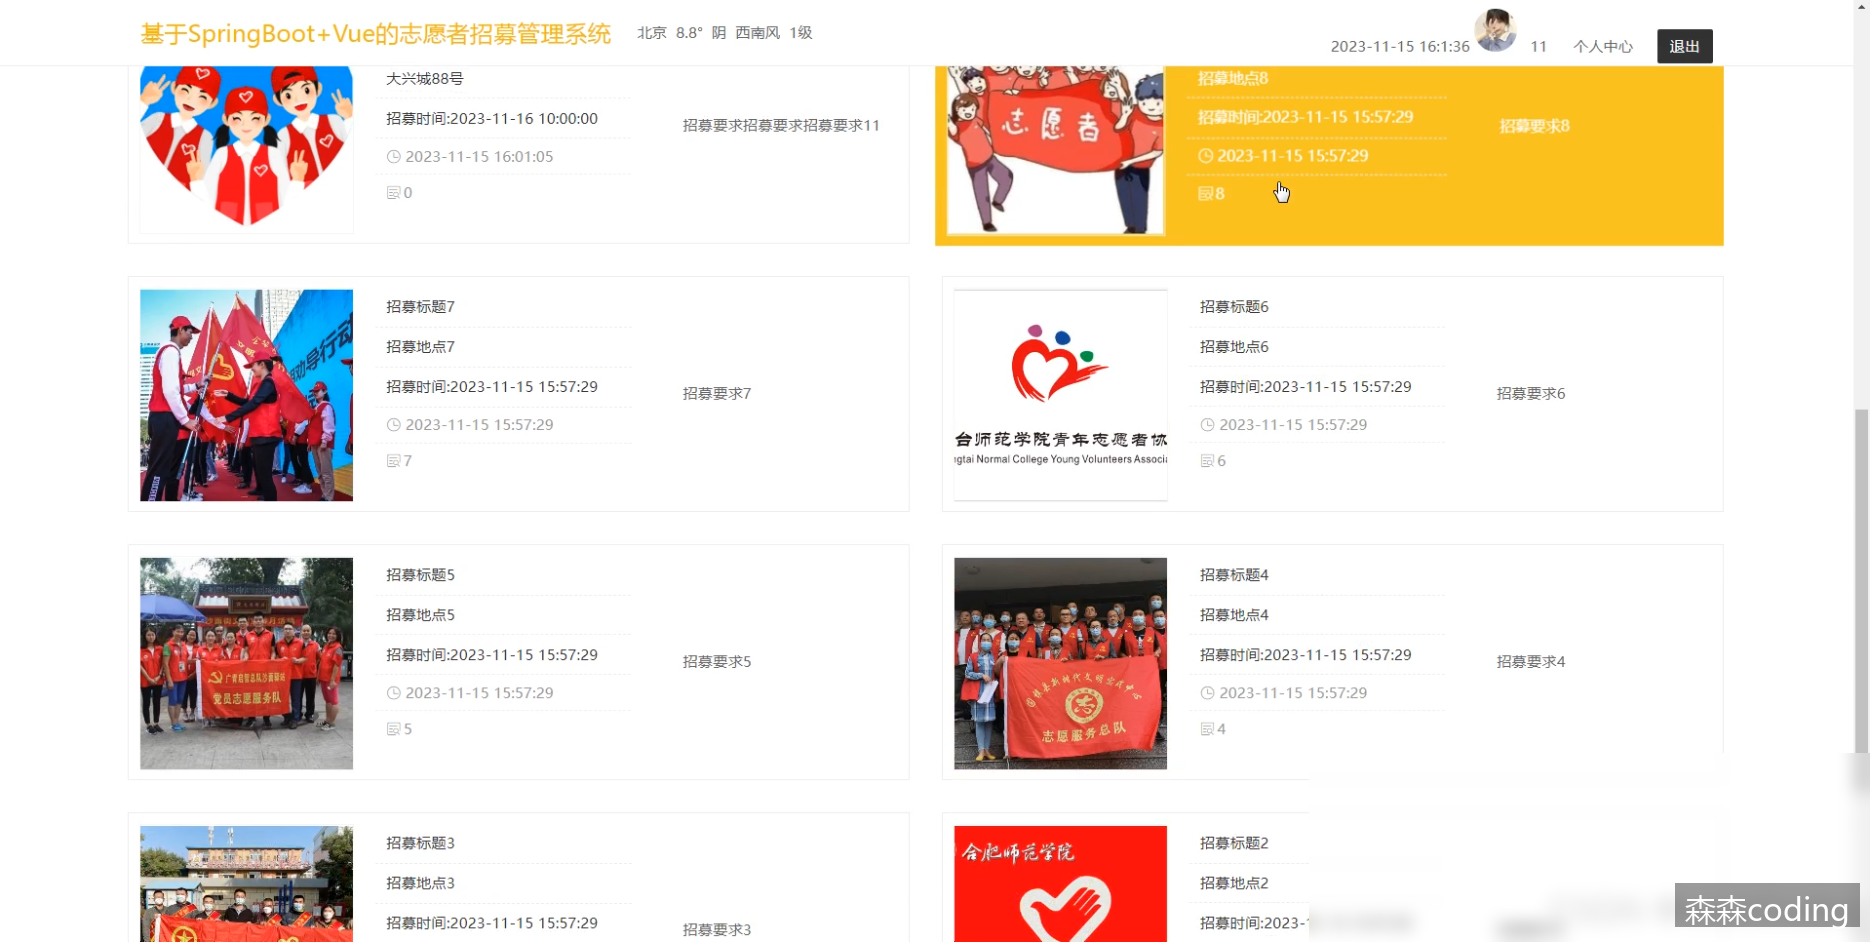 基于SpringBoot+Vue的志愿者招募管理系统
北京 8.8° 阴 西南风 1级
2023-11-15 16:1:36
11
个人中心
退出
大兴城88号
招募时间:2023-11-16 10:00:00
2023-11-15 16:01:05
0
招募要求招募要求招募要求11
志愿者
招募地点8
招募时间:2023-11-15 15:57:29
2023-11-15 15:57:29
8
招募要求8
劝导行动
招募标题7
招募地点7
招募时间:2023-11-15 15:57:29
2023-11-15 15:57:29
7
招募要求7
台师范学院青年志愿者协
ngtai Normal College Young Volunteers Associa
招募标题6
招募地点6
招募时间:2023-11-15 15:57:29
2023-11-15 15:57:29
6
招募要求6
党员志愿服务队
招募标题5
招募地点5
招募时间:2023-11-15 15:57:29
2023-11-15 15:57:29
5
招募要求5
志愿服务总队
招募标题4
招募地点4
招募时间:2023-11-15 15:57:29
2023-11-15 15:57:29
4
招募要求4
招募标题3
招募地点3
招募时间:2023-11-15 15:57:29
招募要求3
合肥师范学院
招募标题2
招募地点2
招募时间:2023-1
森森coding